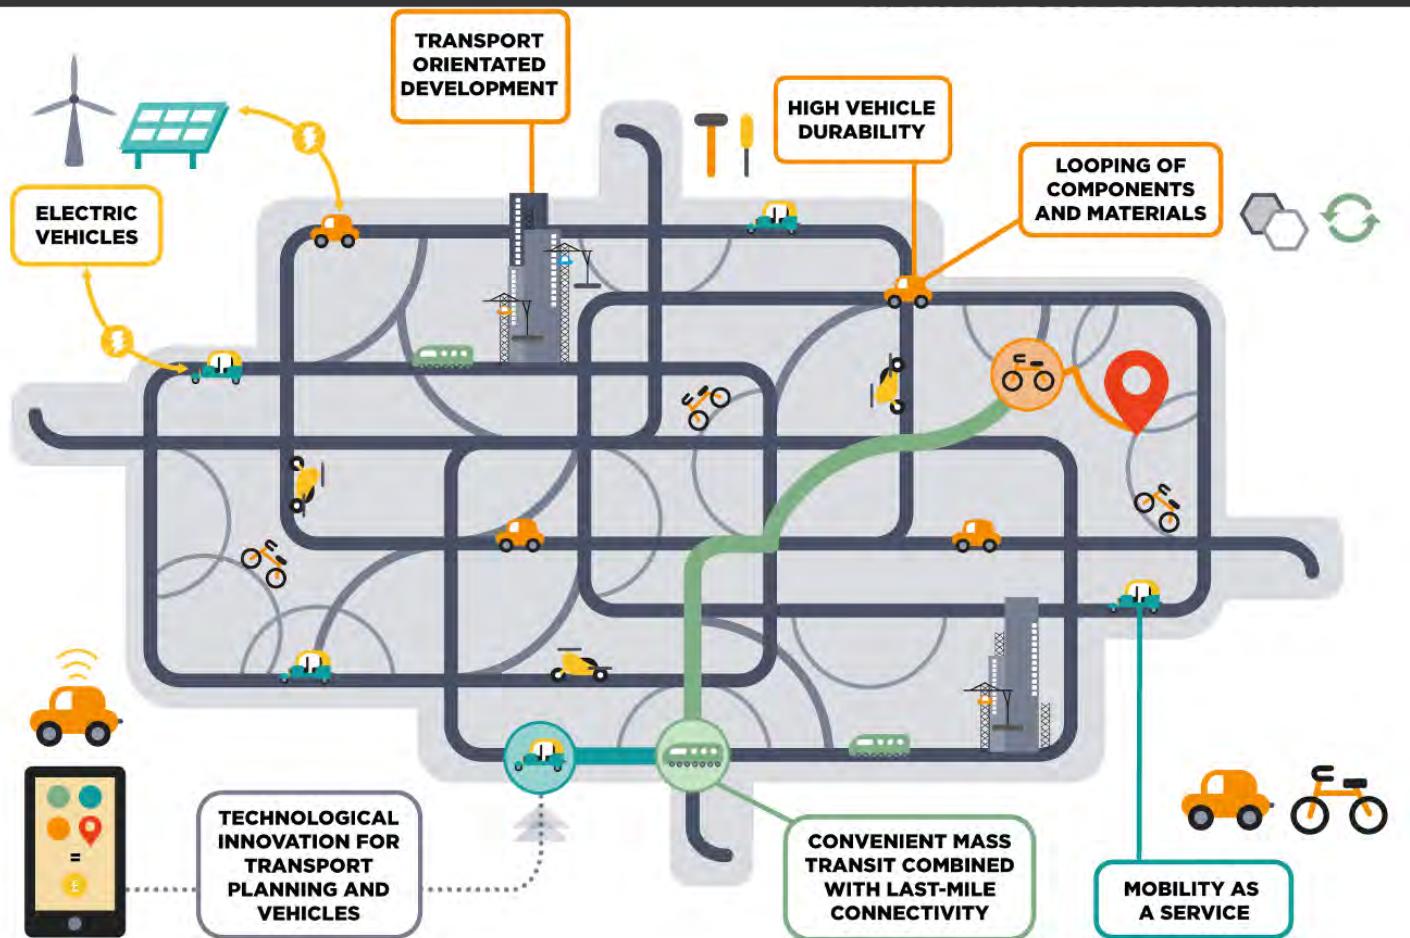 TRANSPORT
ORIENTATED
DEVELOPMENT
HIGH VEHICLE
DURABILITY
LOOPING OF
COMPONENTS
AND MATERIALS
ELECTRIC
VEHICLES
=
TECHNOLOGICAL
INNOVATION FOR
TRANSPORT
PLANNING AND
VEHICLES
CONVENIENT MASS
TRANSIT COMBINED
WITH LAST-MILE
CONNECTIVITY
MOBILITY AS
A SERVICE